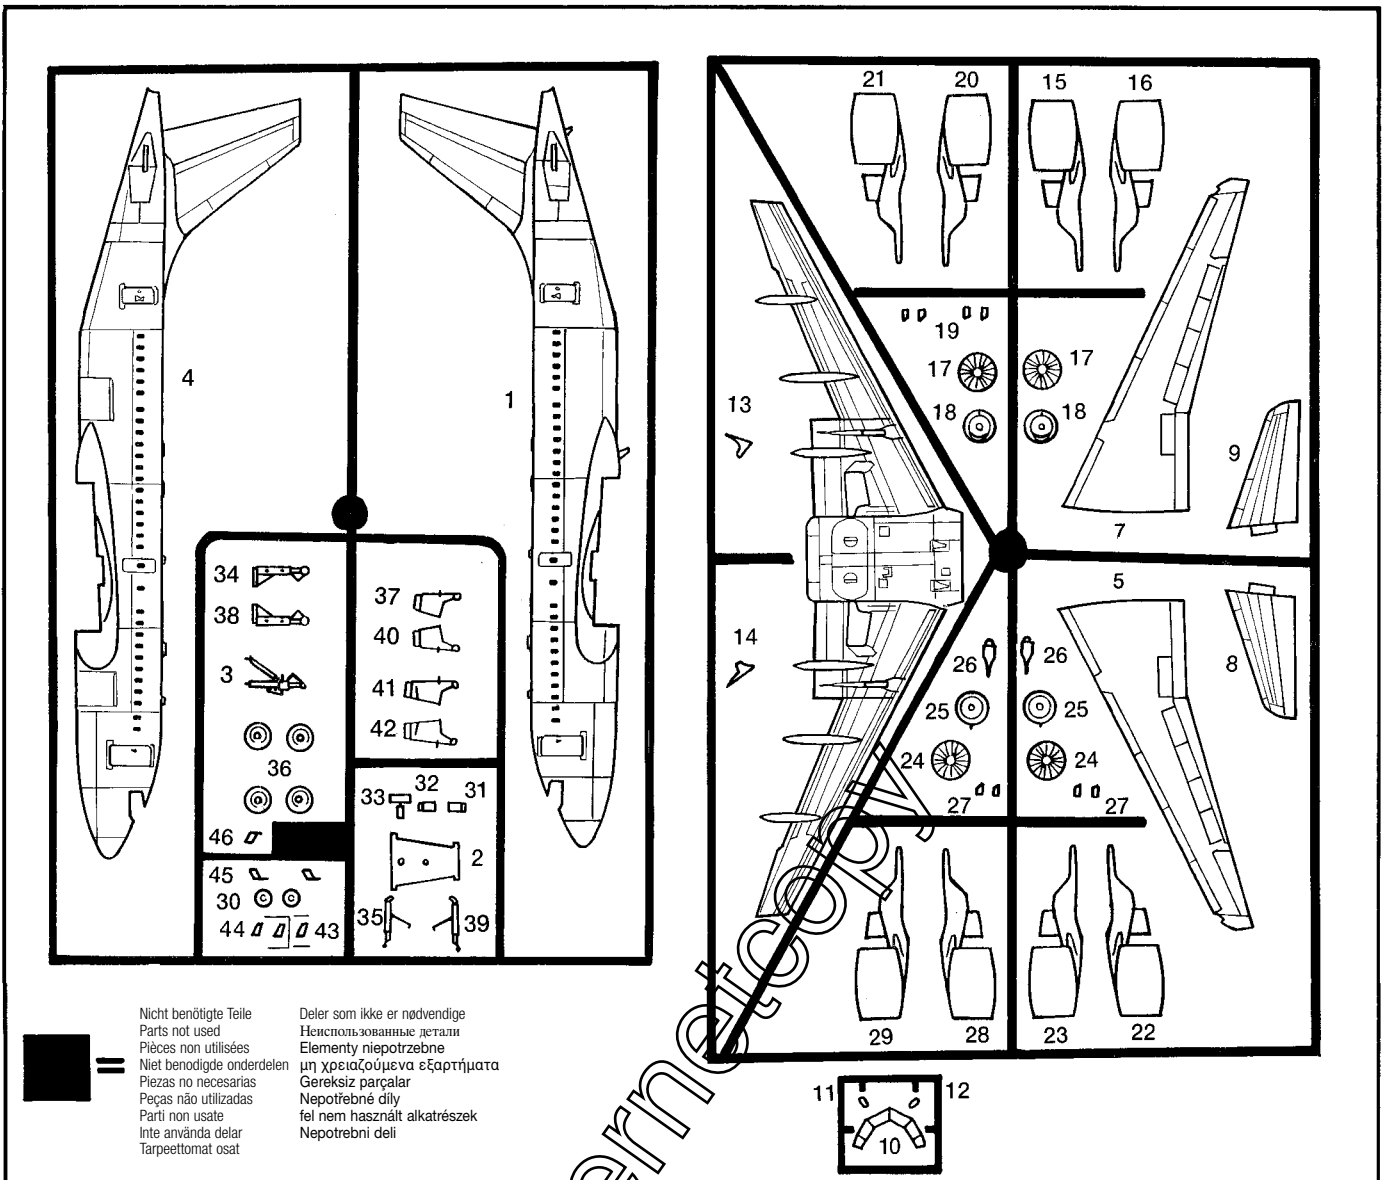 21
20
15
16
4
1
19
17
17
18
18
13
9
7
5
34
38
3
36
46
45
30
44
43
37
40
41
42
33
32
31
2
35
39
14
26
26
8
25
25
24
24
27
27
29
28
23
22
Nicht benötigte Teile
Parts not used
Pièces non utilisées
Niet benodigde onderdelen
Piezas no necesarias
Peças não utilizadas
Parti non usate
Inte använda delar
Tarpeettomat osat
Deler som ikke er nødvendige
Неиспользованные детали
Elementy niepotrzebne
μη χρειαζούμενα εξαρτήματα
Gereksiz parçalar
Nepotřebné díly
fel nem használt alkatrészek
Nepotrebni deli
11
12
10
ernetcopy